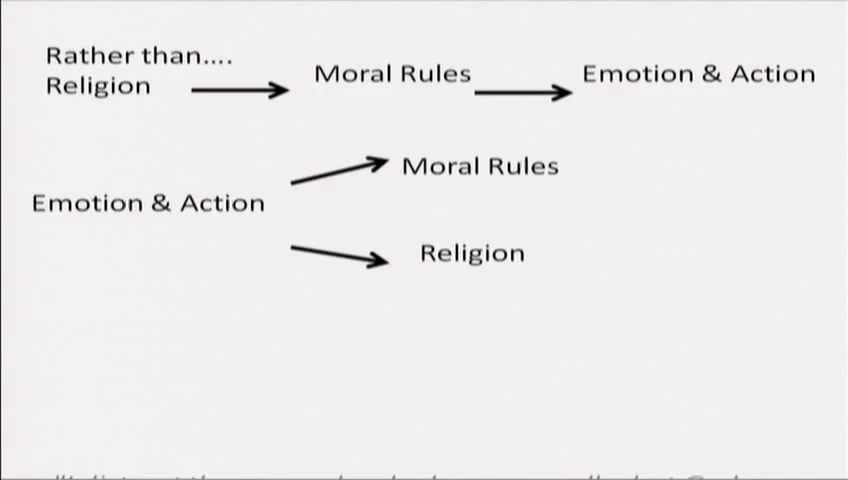 Rather than....
Religion
Moral Rules
Emotion & Action
Moral Rules
Emotion & Action
Religion